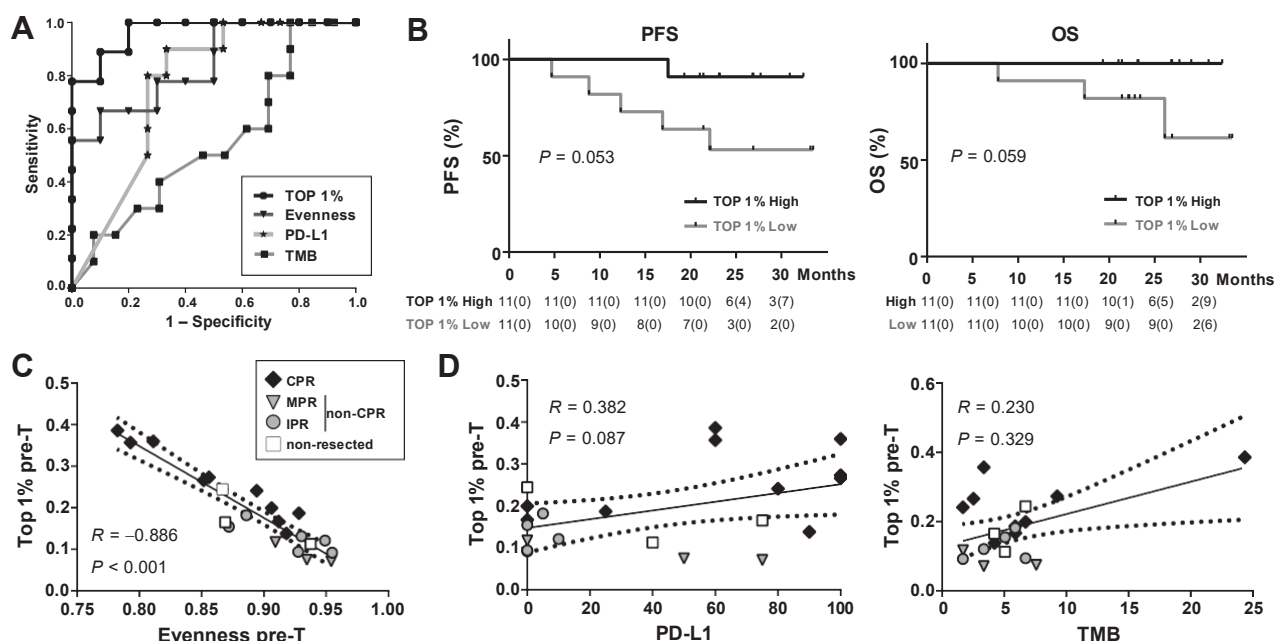 A
1.0
0.8
0.6
0.4
0.2
0.0
Sensitivity
0.0 0.2 0.4 0.6 0.8 1.0
1 – Specificity
TOP 1%
Evenness
PD-L1
TMB
B
PFS
100
50
0
PFS (%)
P = 0.053
TOP 1% High
TOP 1% Low
0 5 10 15 20 25 30 Months
TOP 1% High 11(0) 11(0) 11(0) 11(0) 10(0) 6(4) 3(7)
TOP 1% Low 11(0) 10(0) 9(0) 8(0) 7(0) 3(0) 2(0)
OS
100
50
0
OS (%)
P = 0.059
TOP 1% High
TOP 1% Low
0 5 10 15 20 25 30 Months
High 11(0) 11(0) 11(0) 11(0) 10(1) 6(5) 2(9)
Low 11(0) 11(0) 10(0) 10(0) 9(0) 9(0) 2(6)
C
0.5
0.4
0.3
0.2
0.1
0.0
Top 1% pre-T
CPR
MPR
IPR
non-CPR
non-resected
R = –0.886
P < 0.001
0.75 0.80 0.85 0.90 0.95 1.00
Evenness pre-T
D
0.5
0.4
0.3
0.2
0.1
0.0
Top 1% pre-T
R = 0.382
P = 0.087
0 20 40 60 80 100
PD-L1
0.6
0.4
0.2
0.0
Top 1% pre-T
R = 0.230
P = 0.329
0 5 10 15 20 25
TMB